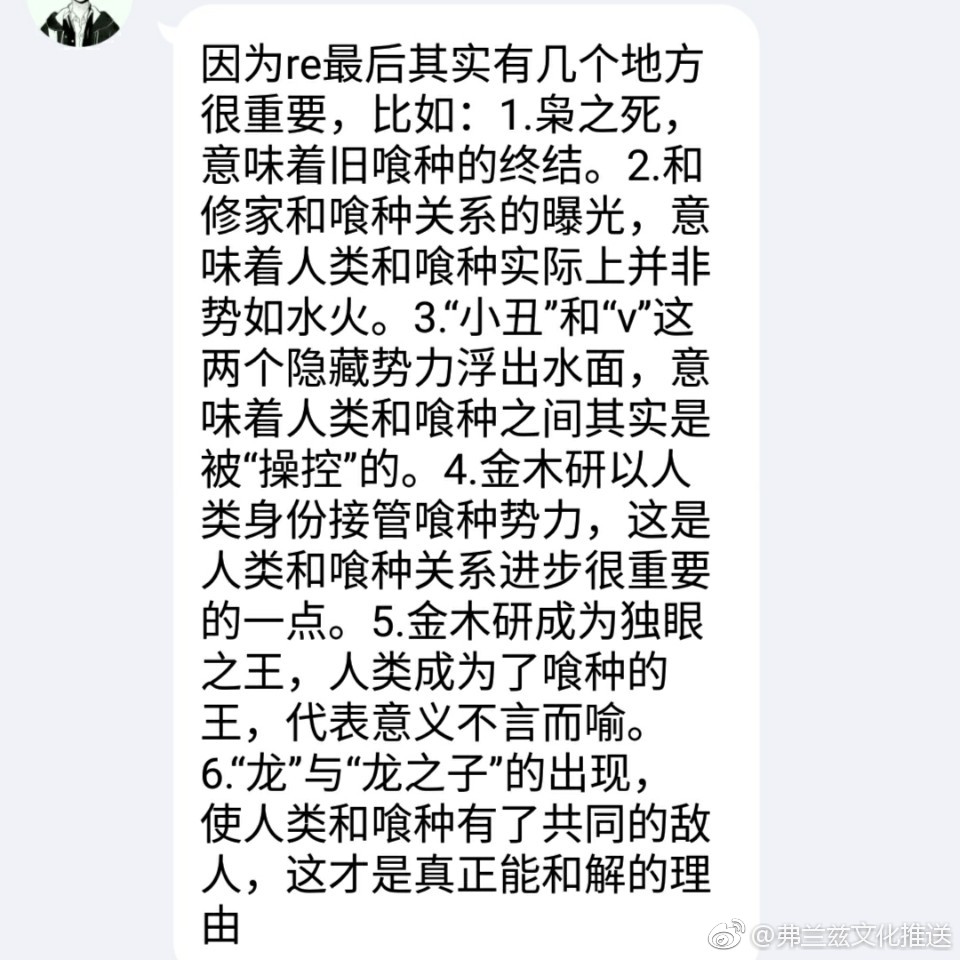 因为re最后其实有几个地方
很重要，比如：1.枭之死，
意味着旧喰种的终结。2.和
修家和喰种关系的曝光，意
味着人类和喰种实际上并非
势如水火。3.“小丑”和“v”这
两个隐藏势力浮出水面，意
味着人类和喰种之间其实是
被“操控”的。4.金木研以人
类身份接管喰种势力，这是
人类和喰种关系进步很重要
的一点。5.金木研成为独眼
之王，人类成为了喰种的
王，代表意义不言而喻。
6.“龙”与“龙之子”的出现，
使人类和喰种有了共同的敌
人，这才是真正能和解的理
由
@弗兰兹文化推送